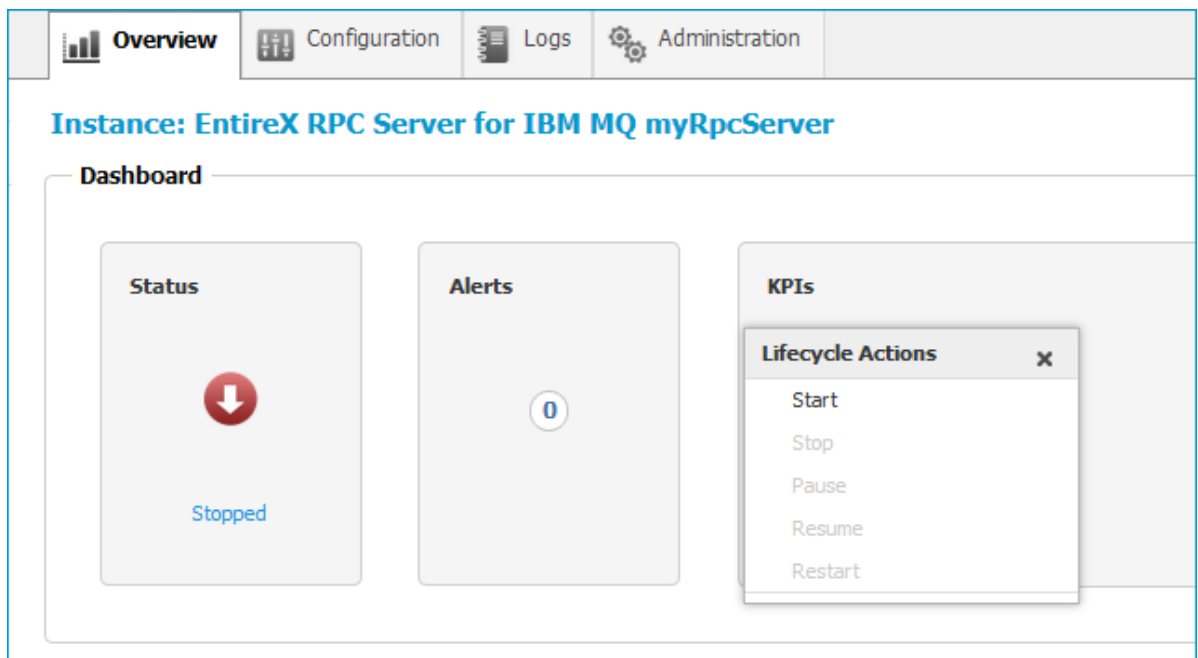 Overview Configuration Logs Administration
Instance: EntireX RPC Server for IBM MQ myRpcServer
Dashboard
Status Alerts KPIs
Lifecycle Actions
Start
0
Stop
Pause
Stopped
Resume
Restart